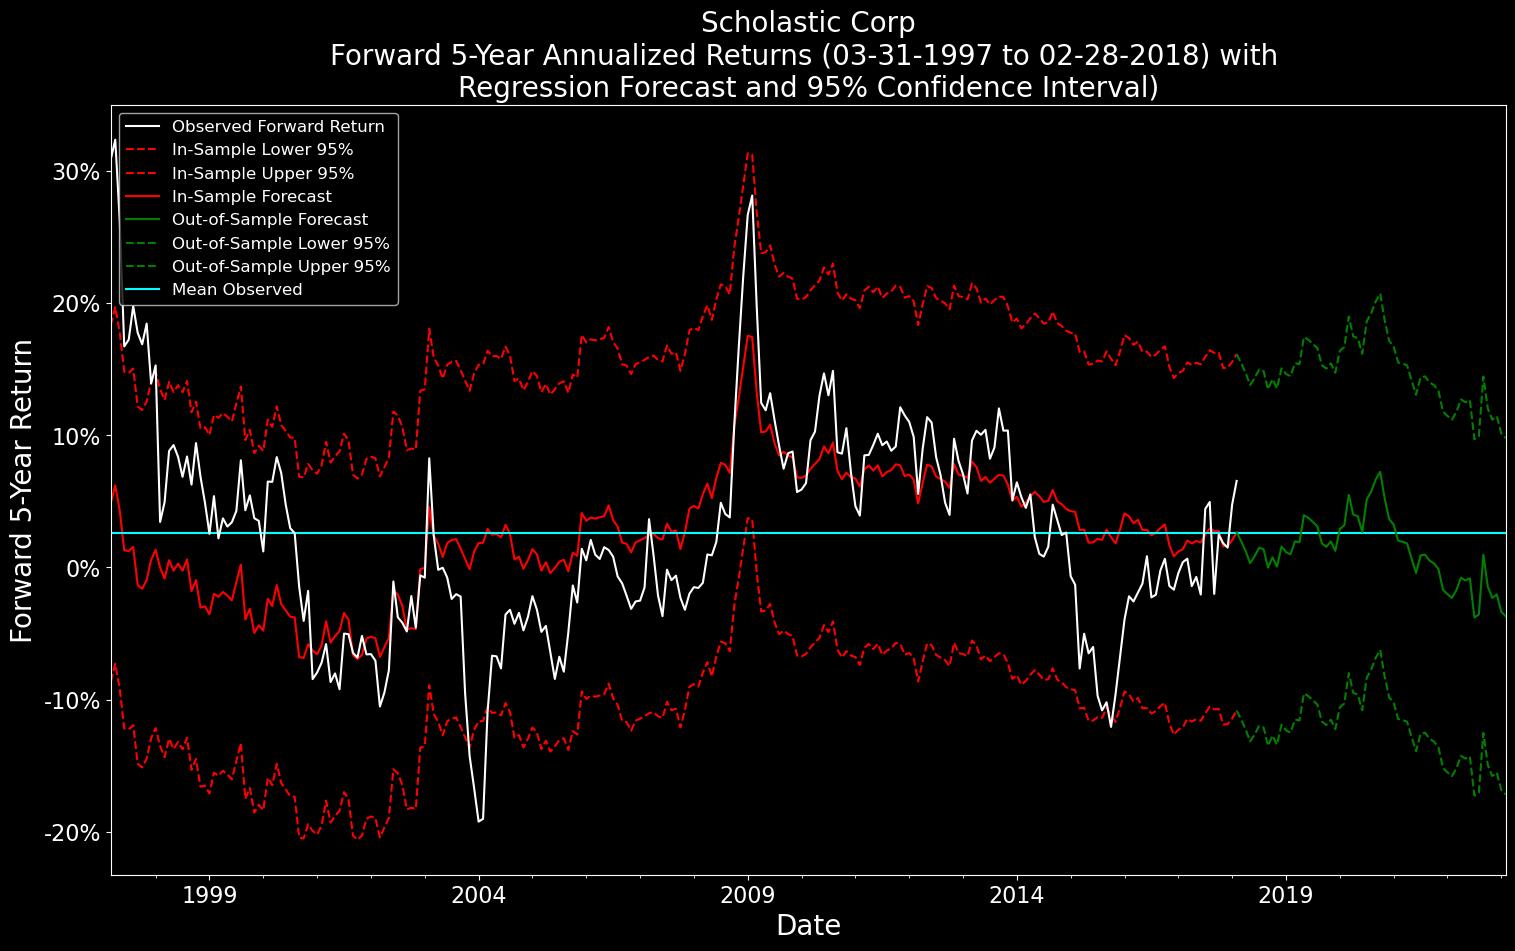 Scholastic Corp
Forward 5-Year Annualized Returns (03-31-1997 to 02-28-2018) with
Regression Forecast and 95% Confidence Interval)
Observed Forward Return
In-Sample Lower 95%
In-Sample Upper 95%
In-Sample Forecast
Out-of-Sample Forecast
Out-of-Sample Lower 95%
Out-of-Sample Upper 95%
Mean Observed
Forward 5-Year Return
30%
20%
10%
0%
-10%
-20%
1999
2004
2009
2014
2019
Date